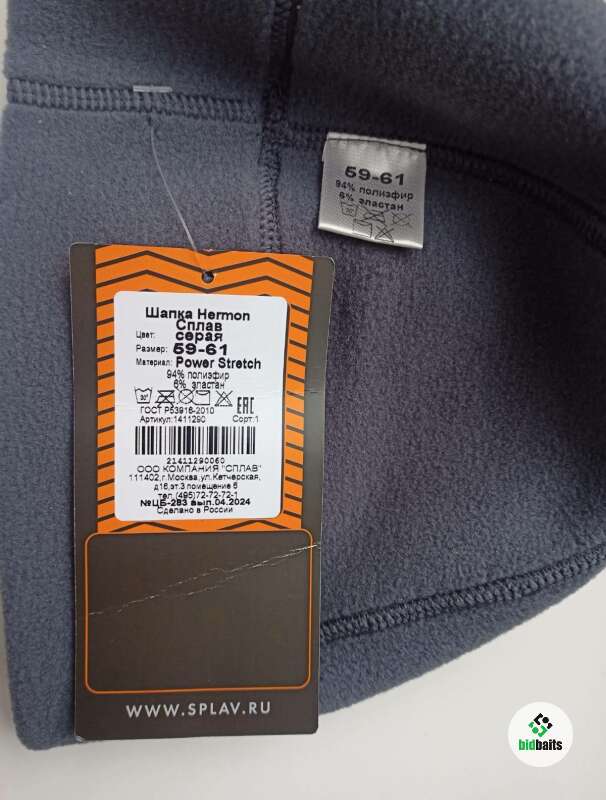 59-61
94% полиэфир
6% эластан
30°
Шапка Hermon
Сплав
Цвет: серая
Размер: 59-61
Материал: Power Stretch
94% полиэфир
6% эластан
30°
ГОСТ Р53916-2010
EAC
Артикул:1411290 Сорт:1
21411290060
ООО КОМПАНИЯ "СПЛАВ"
111402,г.Москва,ул.Кетчерская,
д16,эт.3 помещение 6
тел.(495)72-72-72-1
№ЦБ-283 вып.04.2024
Сделано в России
WWW.SPLAV.RU
bidbaits